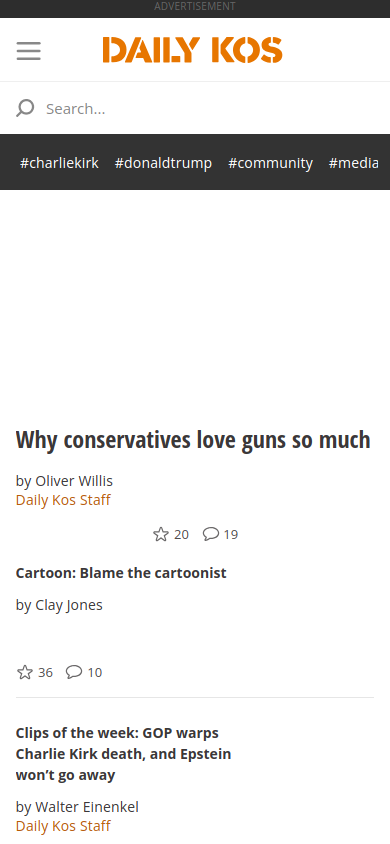 ADVERTISEMENT
DAILY KOS
Search...
#charliekirk #donaldtrump #community #media
Why conservatives love guns so much
by Oliver Willis
Daily Kos Staff
20 19
Cartoon: Blame the cartoonist
by Clay Jones
36 10
Clips of the week: GOP warps
Charlie Kirk death, and Epstein
won’t go away
by Walter Einenkel
Daily Kos Staff